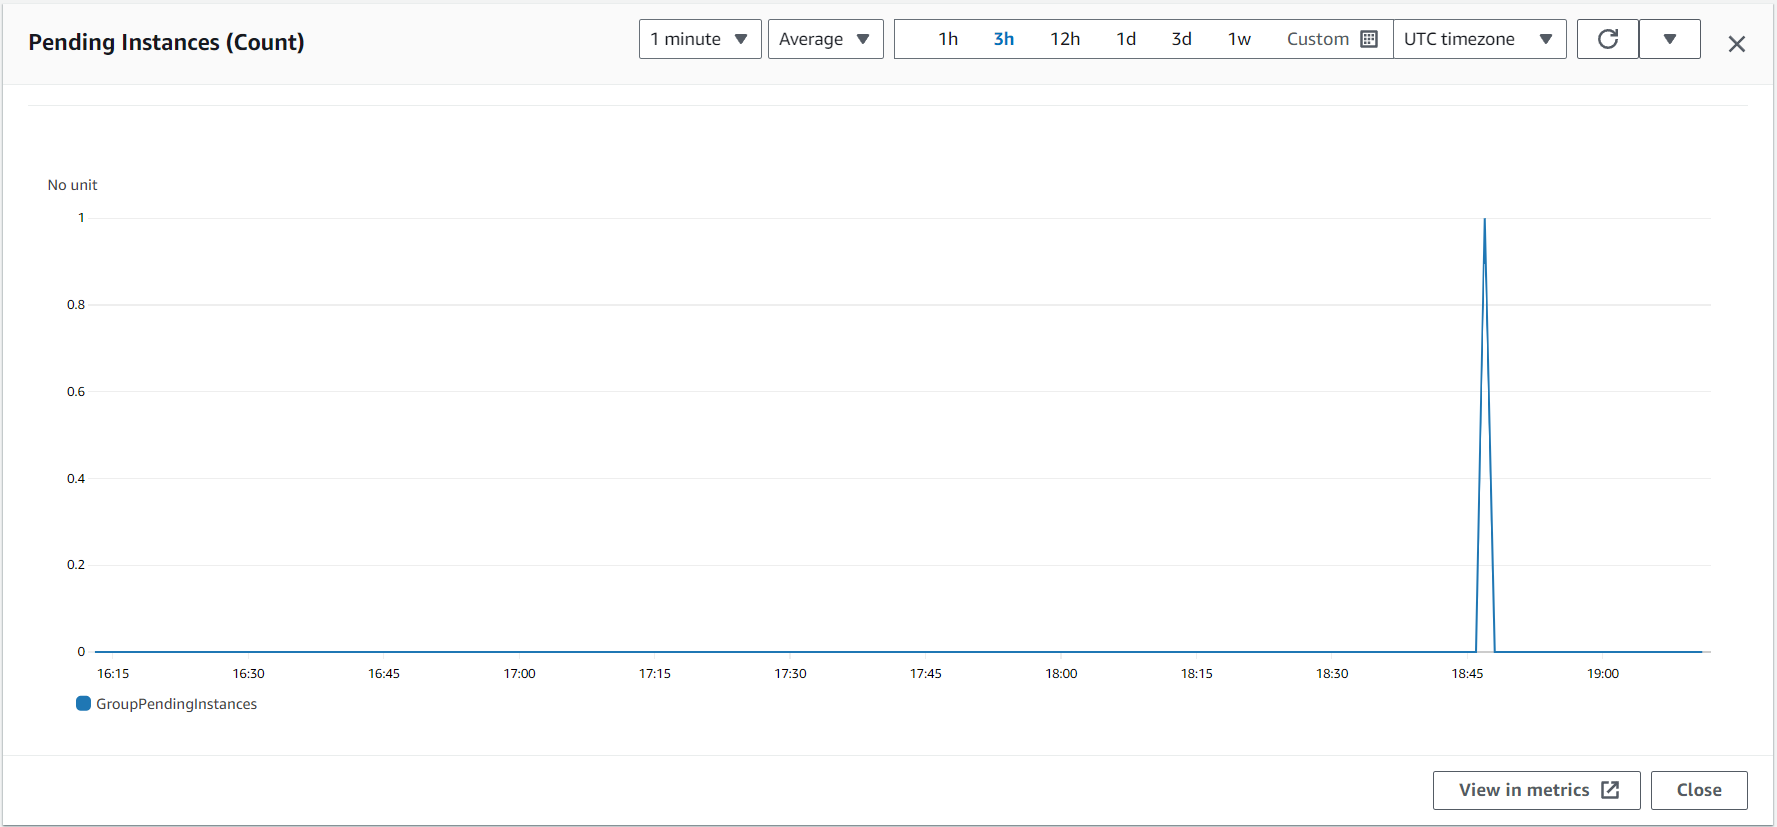 Pending Instances (Count)
1 minute
Average
1h 3h 12h 1d 3d 1w Custom
UTC timezone
No unit
1
0.8
0.6
0.4
0.2
0
16:15 16:30 16:45 17:00 17:15 17:30 17:45 18:00 18:15 18:30 18:45 19:00
GroupPendingInstances
View in metrics
Close